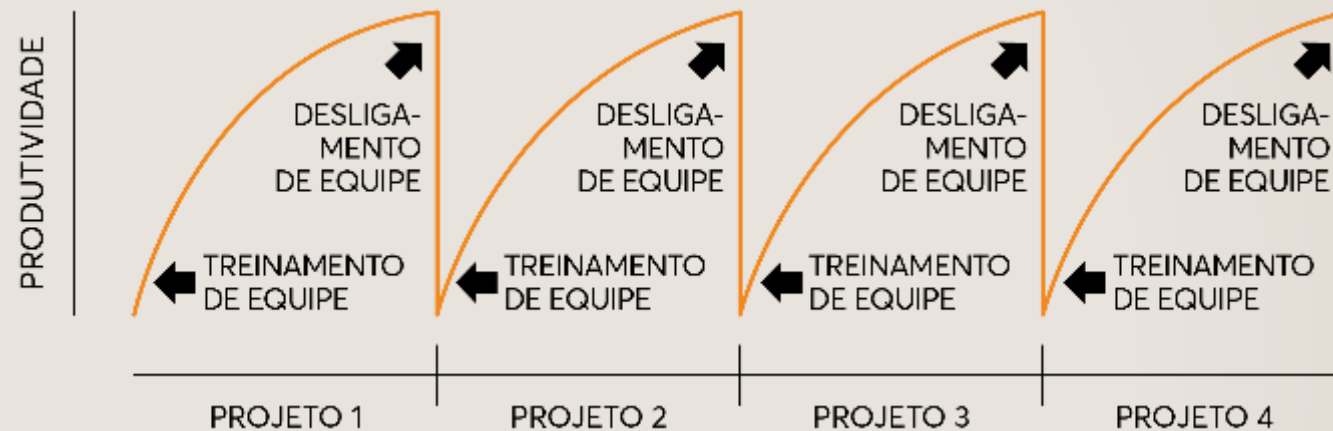 PRODUTIVIDADE
DESLIGA-
MENTO
DE EQUIPE
TREINAMENTO
DE EQUIPE
DESLIGA-
MENTO
DE EQUIPE
TREINAMENTO
DE EQUIPE
DESLIGA-
MENTO
DE EQUIPE
TREINAMENTO
DE EQUIPE
DESLIGA-
MENTO
DE EQUIPE
TREINAMENTO
DE EQUIPE
PROJETO 1
PROJETO 2
PROJETO 3
PROJETO 4